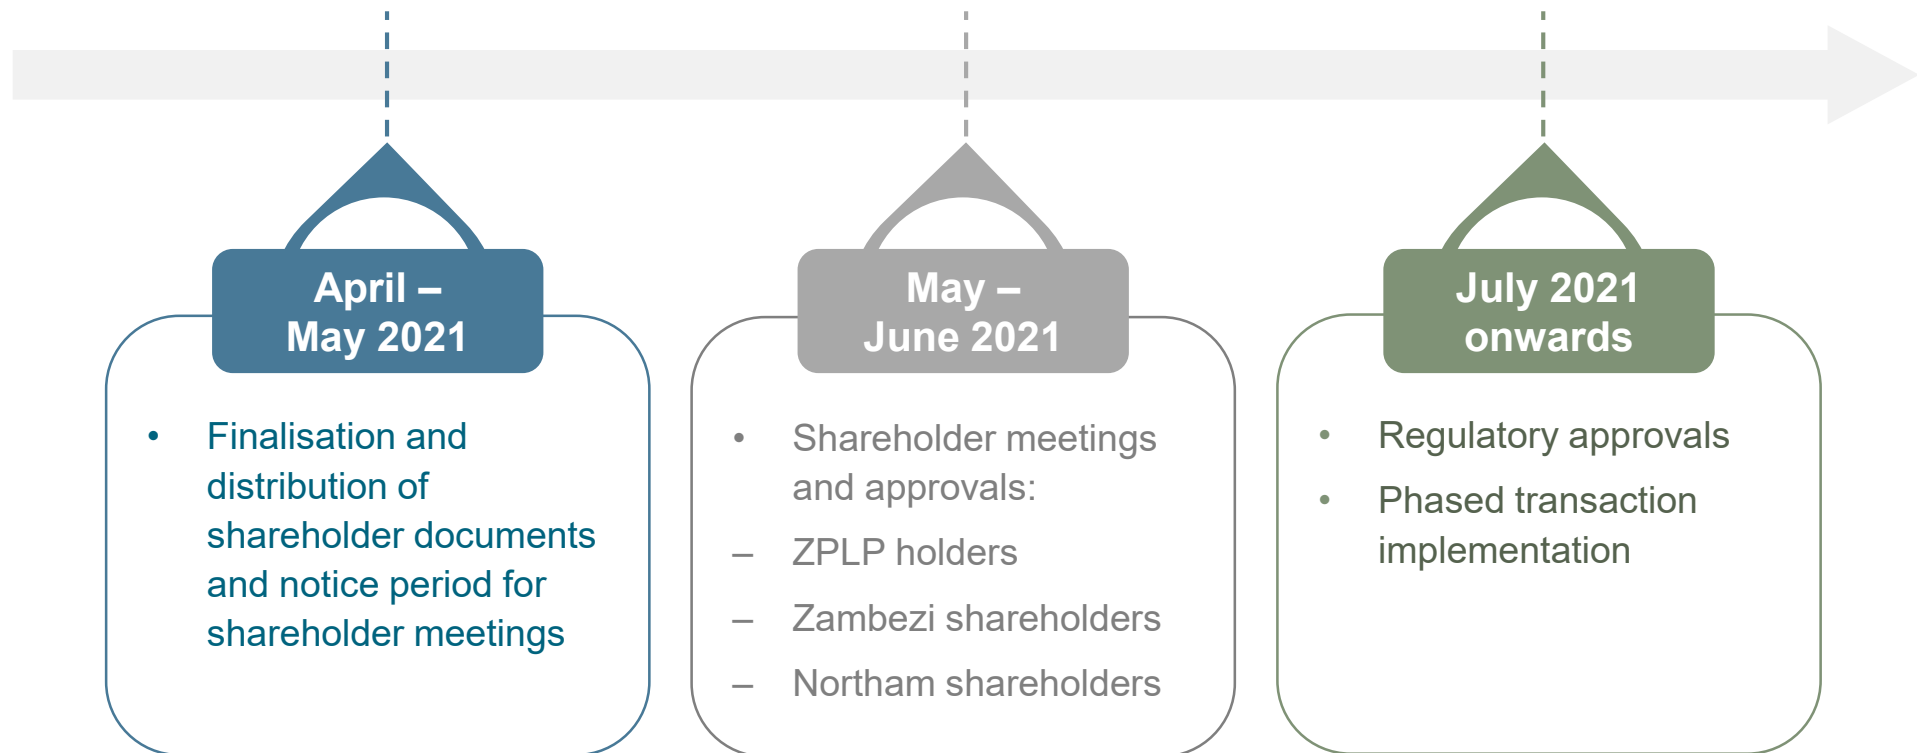 April –
May 2021
• Finalisation and
distribution of
shareholder documents
and notice period for
shareholder meetings
May –
June 2021
• Shareholder meetings
and approvals:
– ZPLP holders
– Zambezi shareholders
– Northam shareholders
July 2021
onwards
• Regulatory approvals
• Phased transaction
implementation